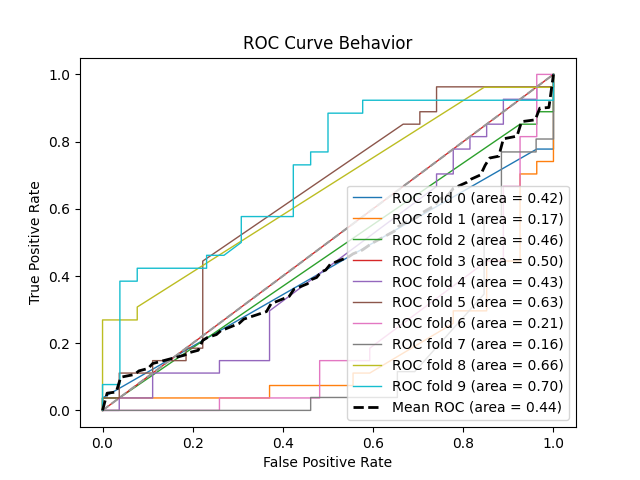 ROC Curve Behavior
1.0
0.8
0.6
0.4
0.2
0.0
True Positive Rate
ROC fold 0 (area = 0.42)
ROC fold 1 (area = 0.17)
ROC fold 2 (area = 0.46)
ROC fold 3 (area = 0.50)
ROC fold 4 (area = 0.43)
ROC fold 5 (area = 0.63)
ROC fold 6 (area = 0.21)
ROC fold 7 (area = 0.16)
ROC fold 8 (area = 0.66)
ROC fold 9 (area = 0.70)
Mean ROC (area = 0.44)
0.0 0.2 0.4 0.6 0.8 1.0
False Positive Rate